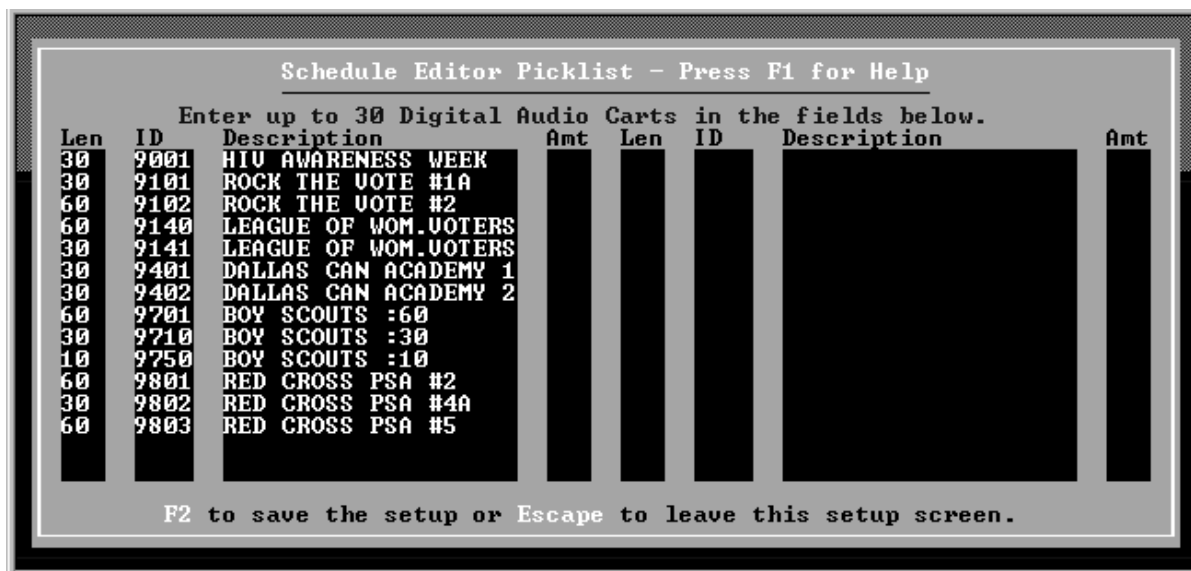 Schedule Editor Picklist - Press F1 for Help
Enter up to 30 Digital Audio Carts in the fields below.
Len ID Description Amt Len ID Description Amt
30 9001 HIV AWARENESS WEEK
30 9101 ROCK THE VOTE #1A
60 9102 ROCK THE VOTE #2
60 9140 LEAGUE OF WOM.VOTERS
30 9141 LEAGUE OF WOM.VOTERS
30 9401 DALLAS CAN ACADEMY 1
30 9402 DALLAS CAN ACADEMY 2
60 9701 BOY SCOUTS :60
30 9710 BOY SCOUTS :30
10 9750 BOY SCOUTS :10
60 9801 RED CROSS PSA #2
30 9802 RED CROSS PSA #4A
60 9803 RED CROSS PSA #5
F2 to save the setup or Escape to leave this setup screen.